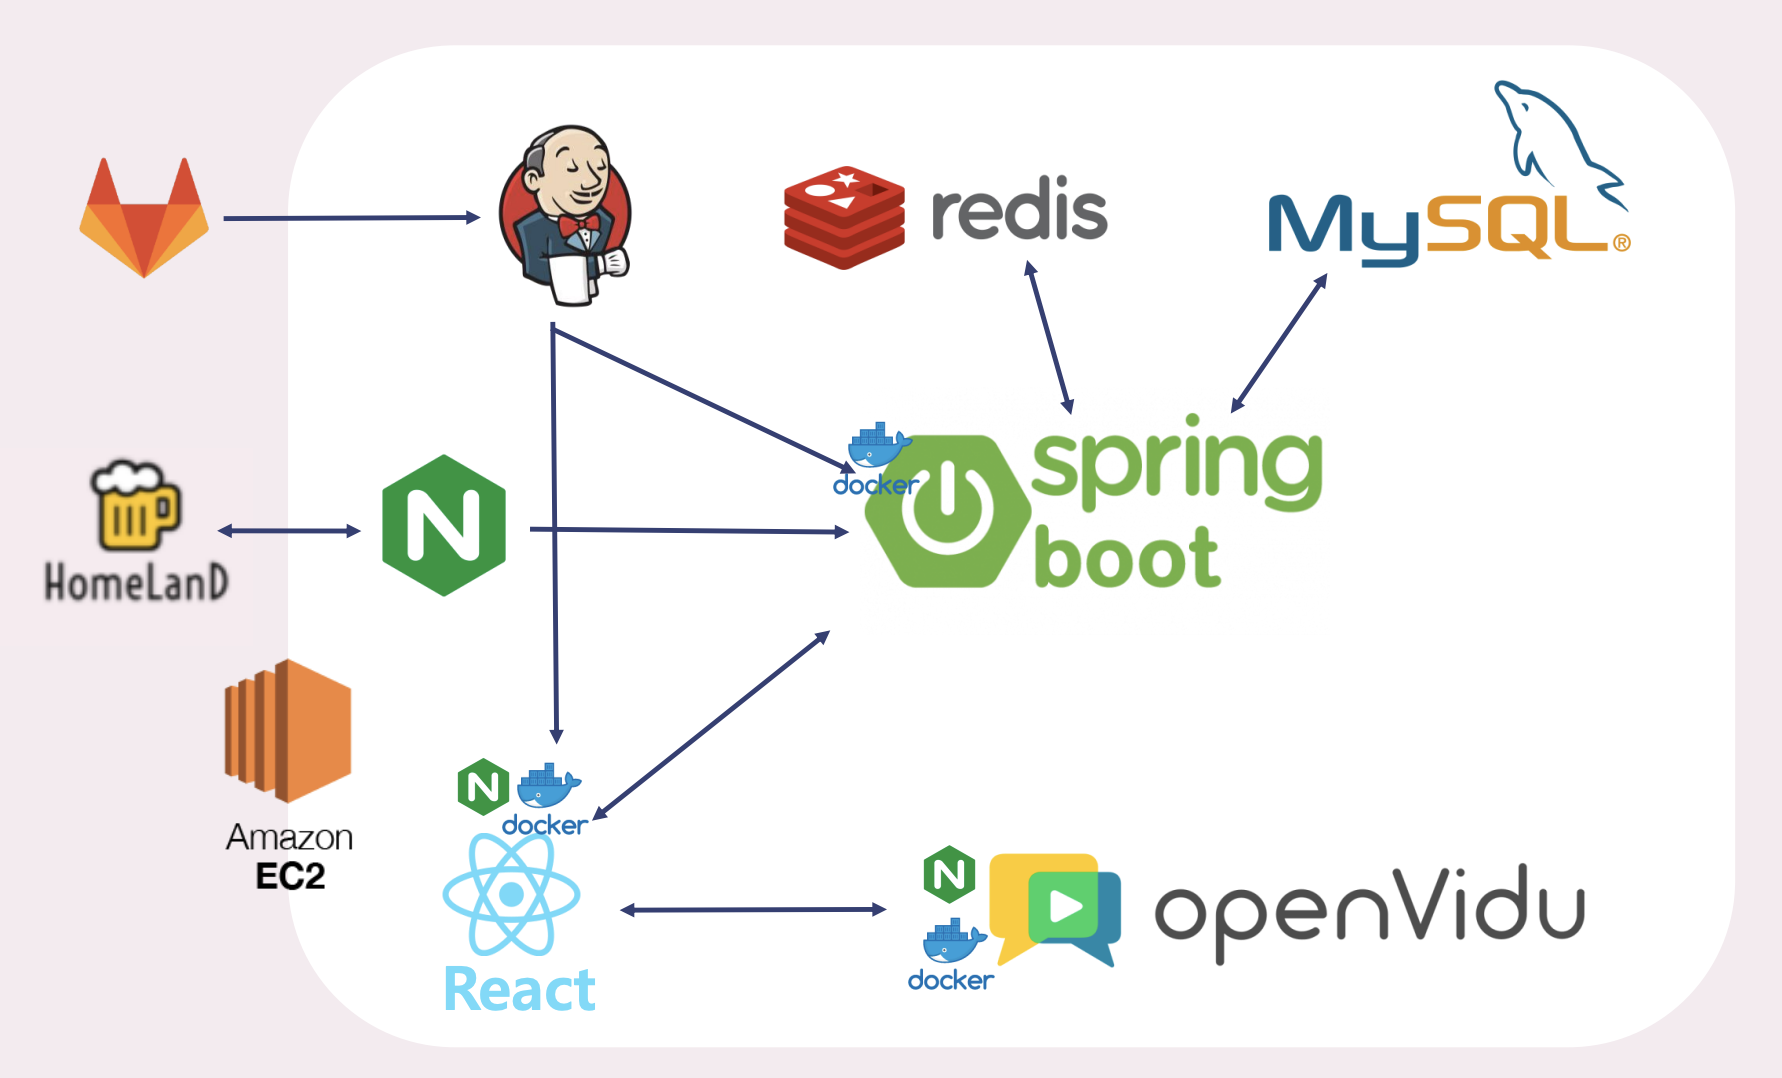 redis
MySQL®
docker
spring
boot
N
HomeLanD
Amazon
EC2
N
docker
React
N
docker
openVidu